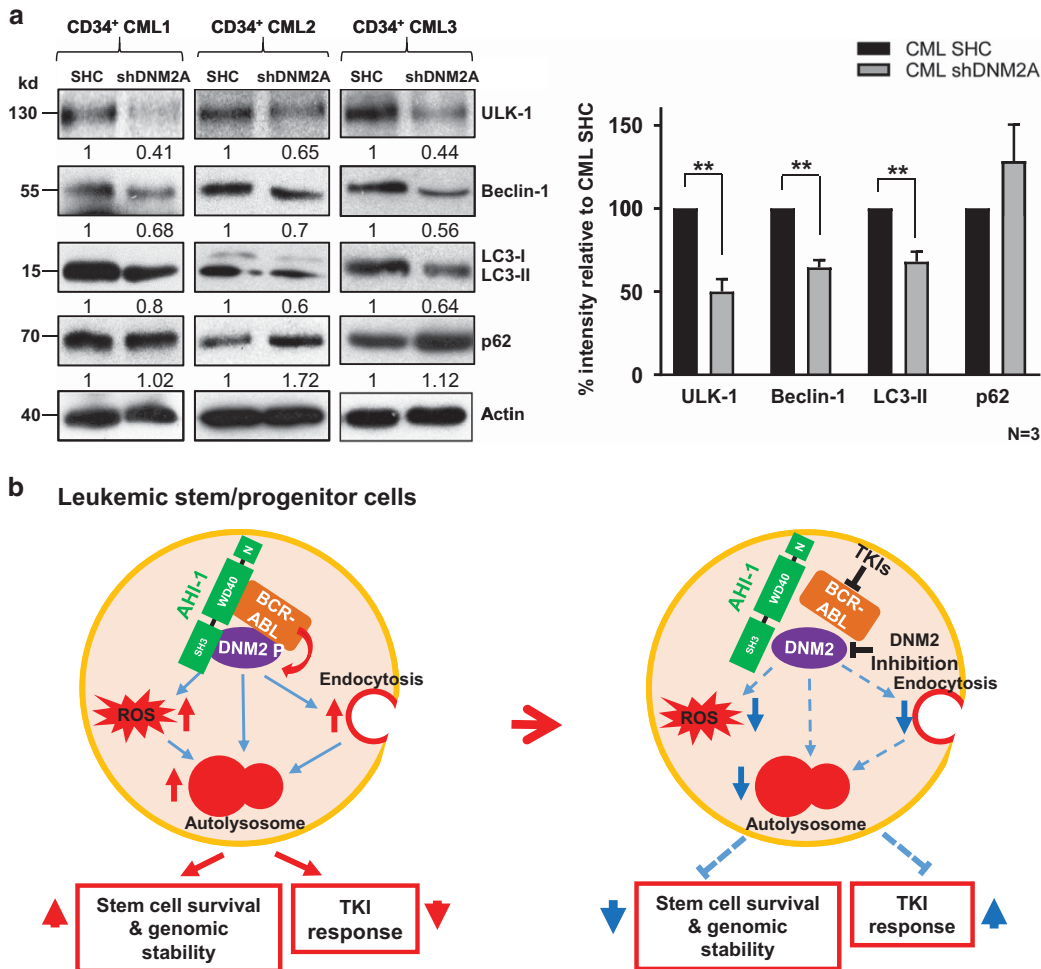 a
CD34+ CML1 CD34+ CML2 CD34+ CML3
kd SHC shDNM2A SHC shDNM2A SHC shDNM2A
130 ULK-1
1 0.41 1 0.65 1 0.44
55 Beclin-1
1 0.68 1 0.7 1 0.56
LC3-I
15 LC3-II
1 0.8 1 0.6 1 0.64
70 p62
1 1.02 1 1.72 1 1.12
40 Actin
CML SHC
CML shDNM2A
% intensity relative to CML SHC
150
100
50
0
** ** **
ULK-1 Beclin-1 LC3-II p62
N=3
b
Leukemic stem/progenitor cells
AHI-1
N
WD40
SH3
BCR-
ABL
DNM2 P
Endocytosis
ROS
Autolysosome
Stem cell survival
& genomic
stability
TKI
response
AHI-1
N
WD40
SH3
TKIs
BCR-
ABL
DNM2
DNM2
Inhibition
Endocytosis
ROS
Autolysosome
Stem cell survival
& genomic
stability
TKI
response